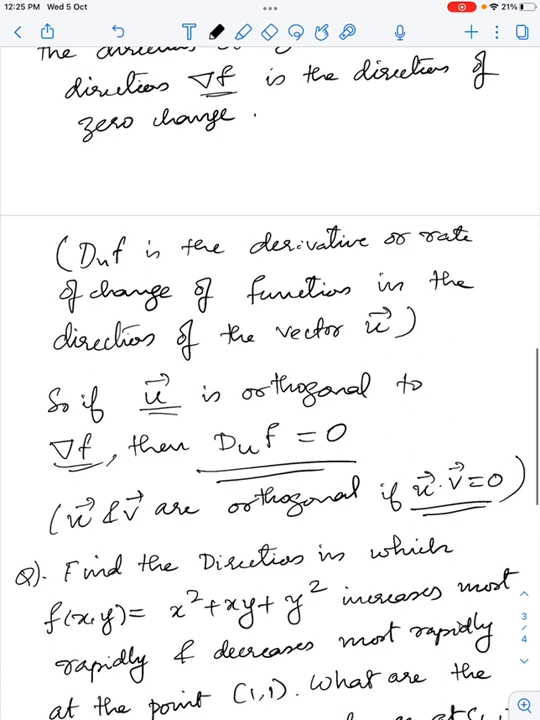 12:25 PM Wed 5 Oct
21%
direction ∇f is the direction of
zero change.
(Duf is the derivative or rate
of change of function in the
direction of the vector u⃗)
So if u⃗ is orthogonal to
∇f, then Duf = 0
(u⃗ & v⃗ are orthogonal if u⃗·v⃗=0)
Q). Find the Direction in which
f(x,y)= x²+xy+y² increases most
rapidly & decreases most rapidly
at the point (1,1). What are the
3
4